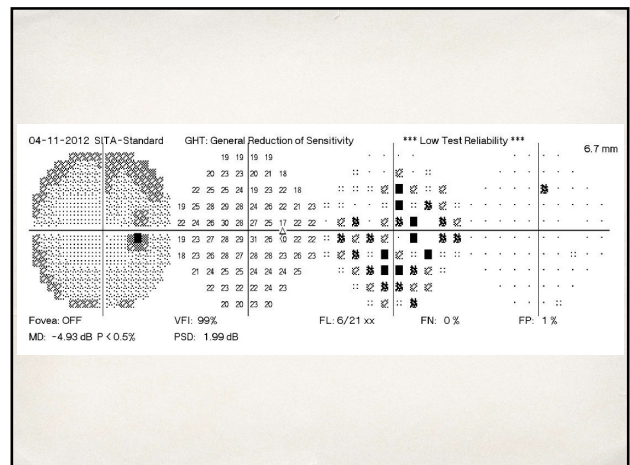 04-11-2012 SITA-Standard GHT: General Reduction of Sensitivity *** Low Test Reliability ***
6.7 mm
19 19 19 19
20 23 23 20 21 18
22 25 25 24 19 23 22 18
19 25 28 29 28 24 26 22 21 23
22 24 26 30 28 27 25 17 22 22
19 23 27 28 29 31 26 <0 22 22
18 23 26 28 28 28 28 23 26 23
21 24 25 25 24 24 24 25
22 23 22 22 24 23
20 20 23 20
Fovea: OFF VFI: 99% FL: 6/21 xx FN: 0 % FP: 1 %
MD: -4.93 dB P < 0.5% PSD: 1.99 dB